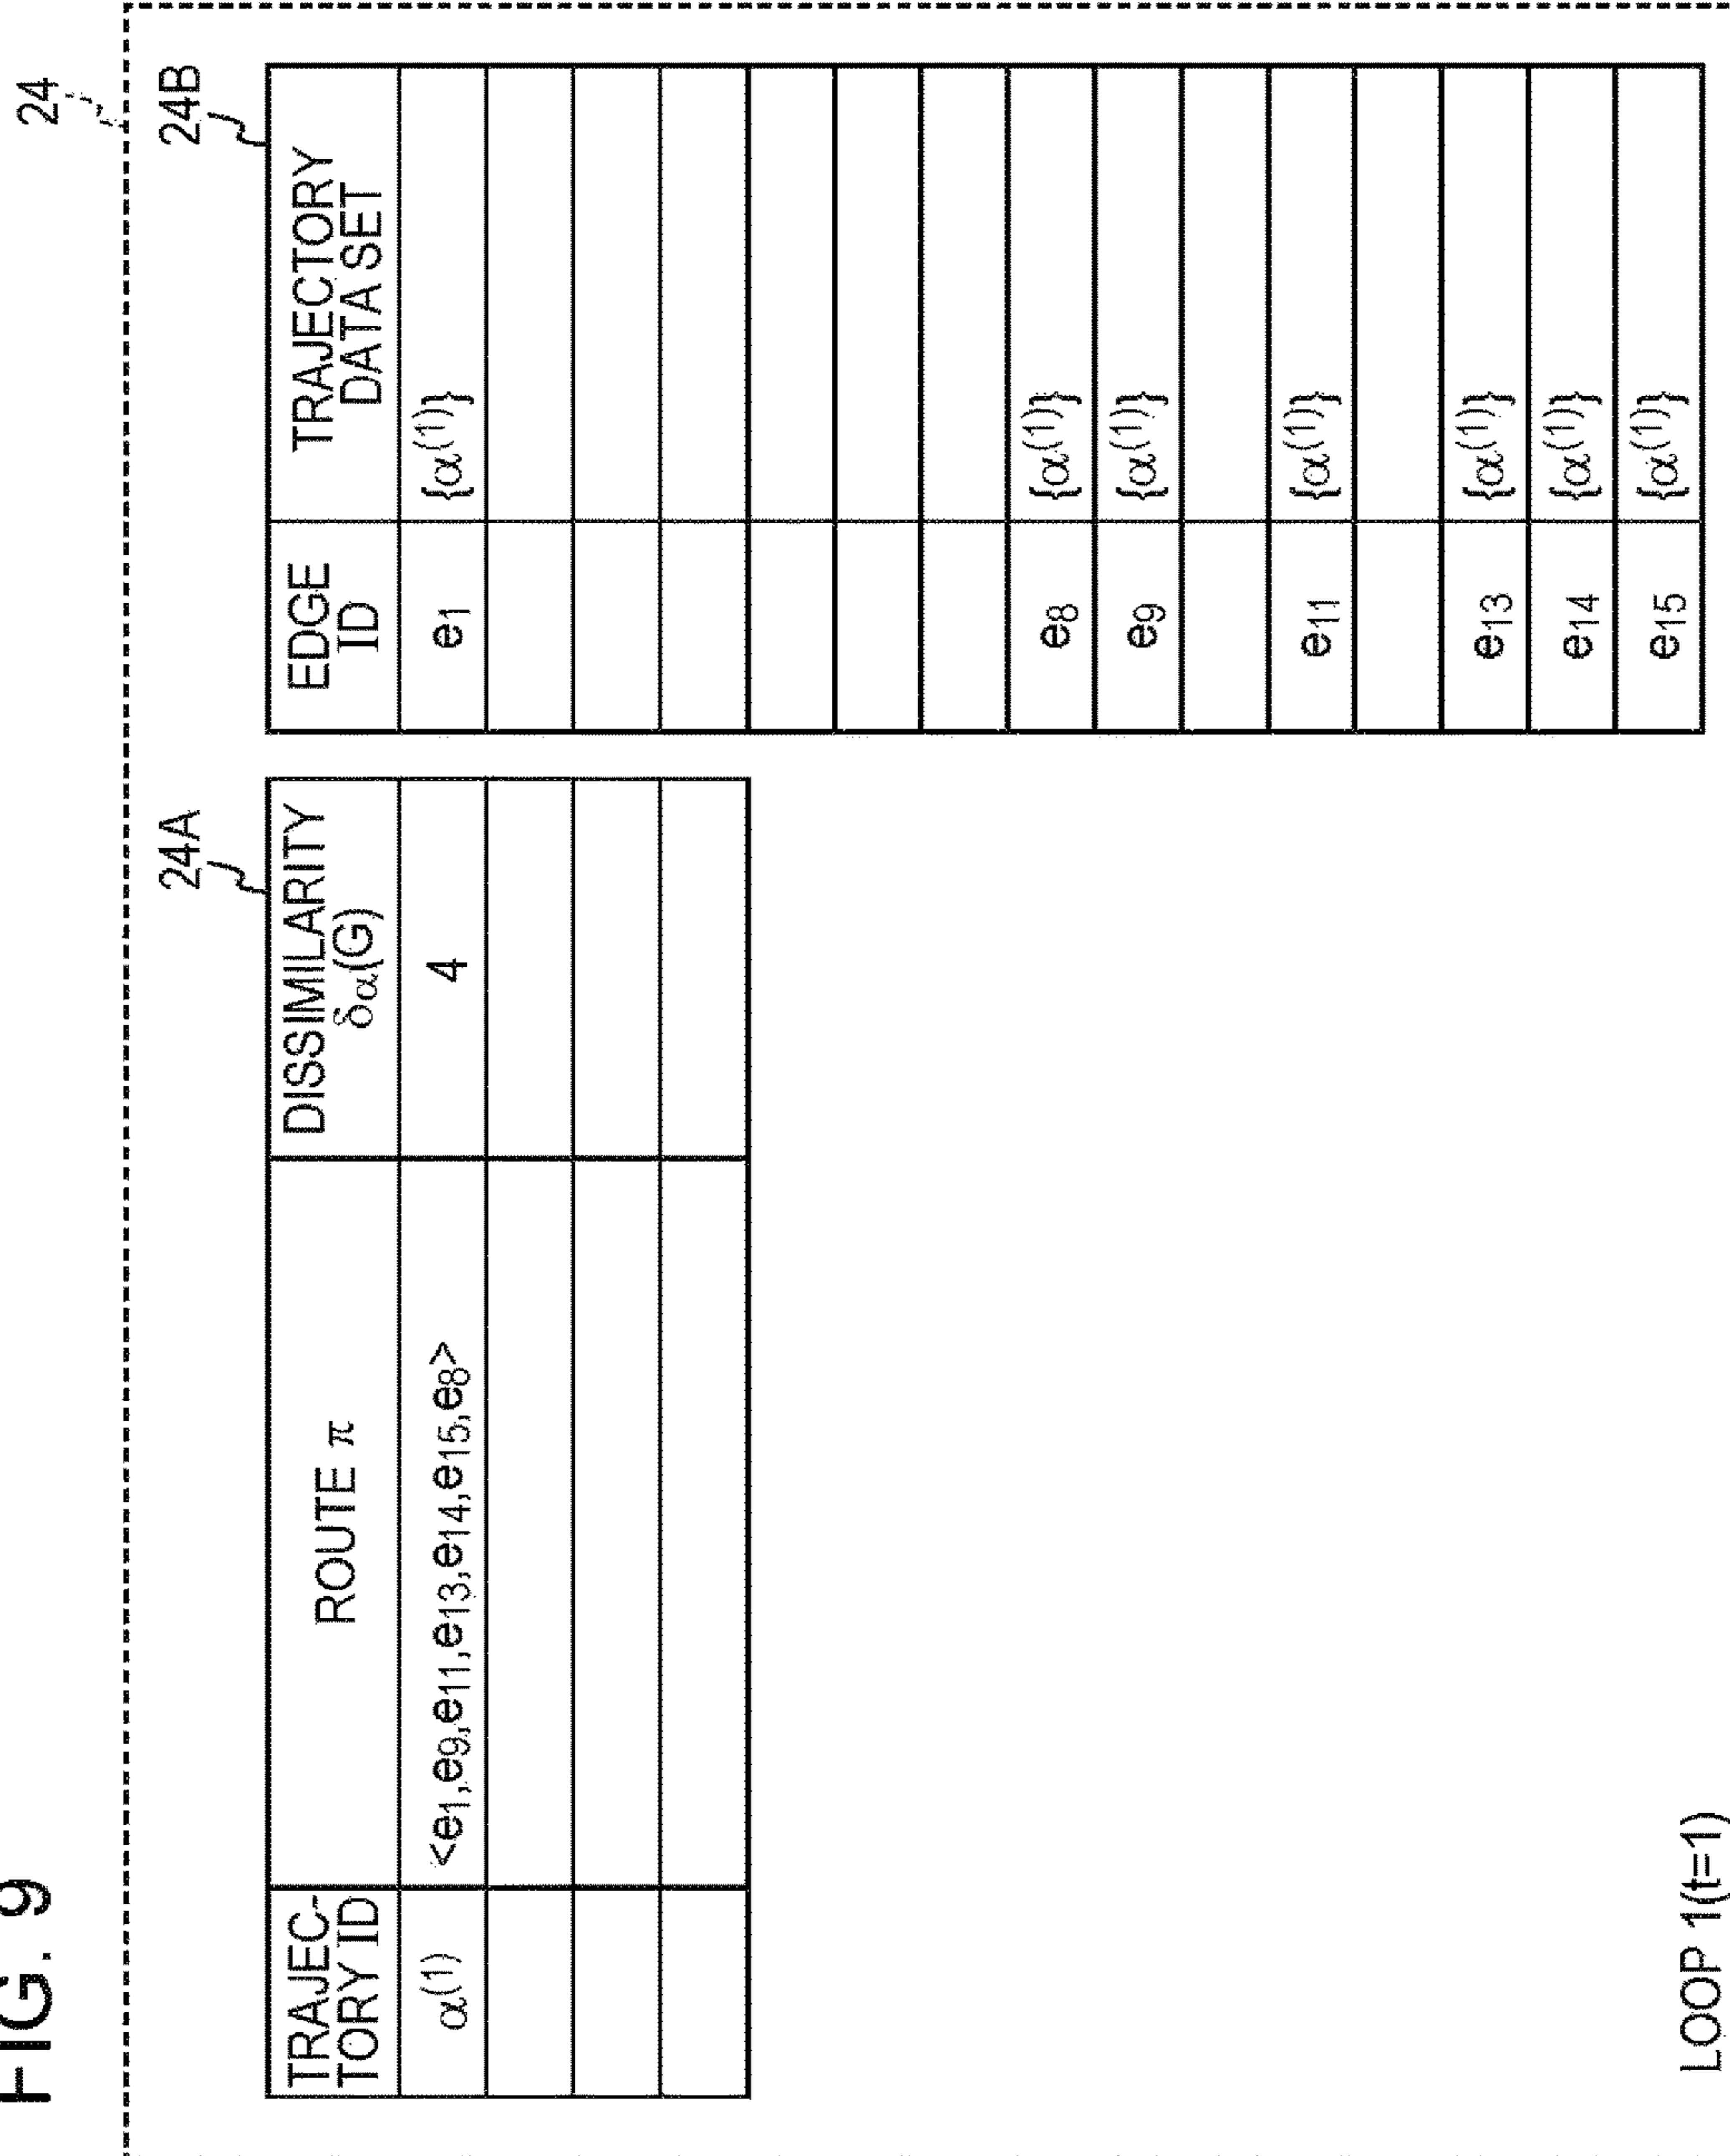 FIG. 9
24
24A
TRAJEC-
TORY ID
ROUTE π
DISSIMILARITY
δα(G)
α(1)
<e1,e9,e11,e13,e14,e15,e8>
4
24B
EDGE
ID
TRAJECTORY
DATA SET
e1 {α(1)}
e8 {α(1)}
e9 {α(1)}
e11 {α(1)}
e13 {α(1)}
e14 {α(1)}
e15 {α(1)}
LOOP 1(t=1)